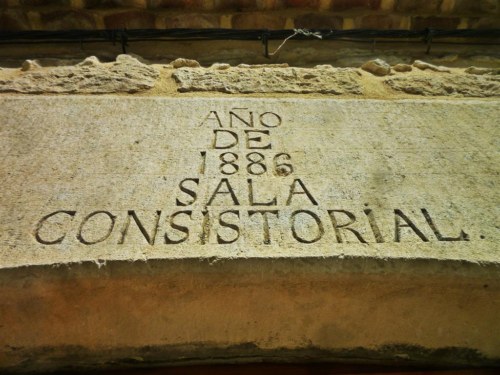 AÑO
DE
1886
SALA
CONSISTORIAL.